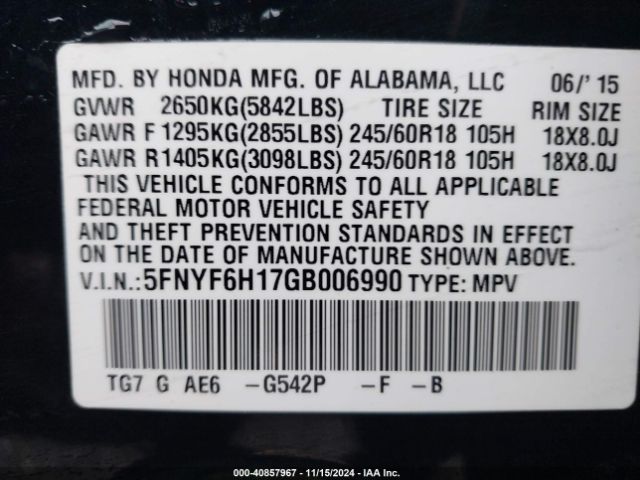 MFD. BY HONDA MFG. OF ALABAMA, LLC 06/' 15
GVWR 2650KG(5842LBS) TIRE SIZE RIM SIZE
GAWR F 1295KG(2855LBS) 245/60R18 105H 18X8.0J
GAWR R1405KG(3098LBS) 245/60R18 105H 18X8.0J
THIS VEHICLE CONFORMS TO ALL APPLICABLE
FEDERAL MOTOR VEHICLE SAFETY
AND THEFT PREVENTION STANDARDS IN EFFECT
ON THE DATE OF MANUFACTURE SHOWN ABOVE.
V.I.N.:5FNYF6H17GB006990 TYPE: MPV
TG7 G AE6 –G542P –F –B
000-40857967 - 11/15/2024 - IAA Inc.